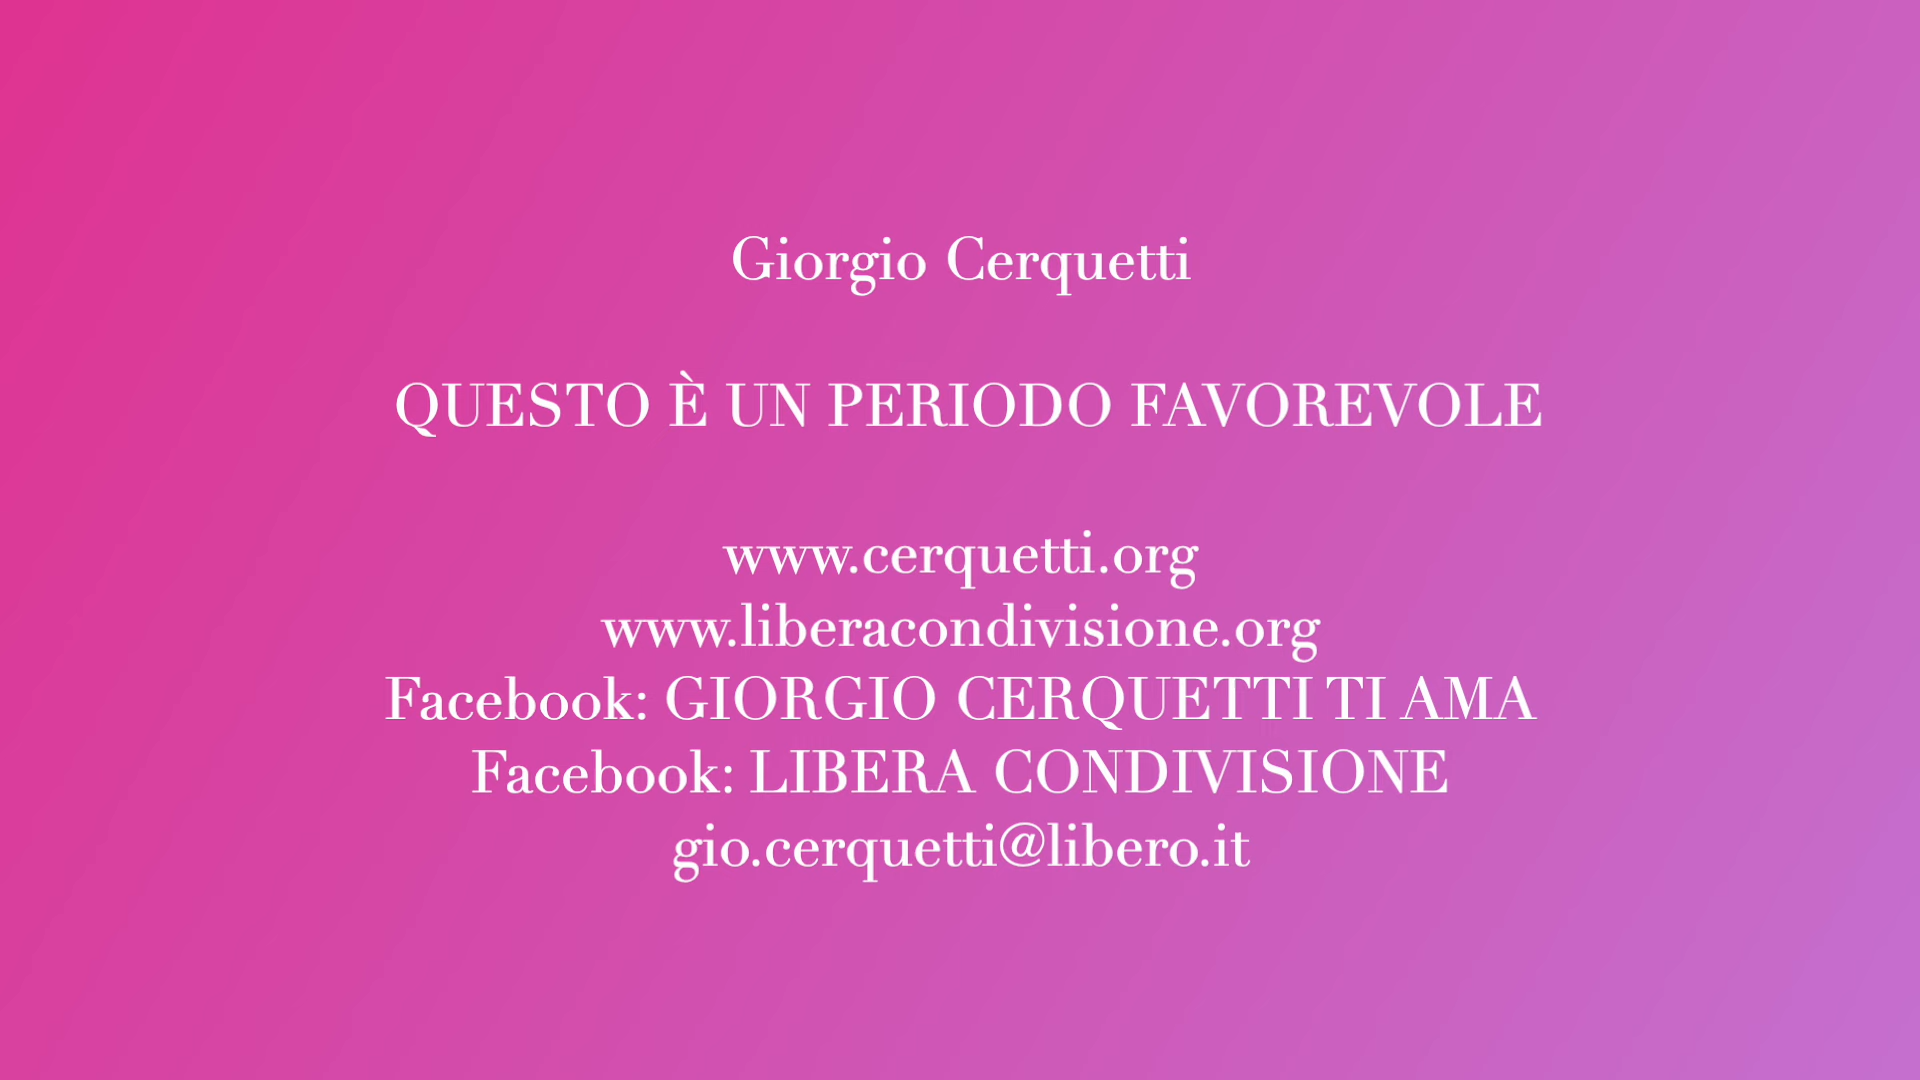 Giorgio Cerquetti
QUESTO È UN PERIODO FAVOREVOLE
www.cerquetti.org
www.liberacondivisione.org
Facebook: GIORGIO CERQUETTI TI AMA
Facebook: LIBERA CONDIVISIONE
gio.cerquetti@libero.it